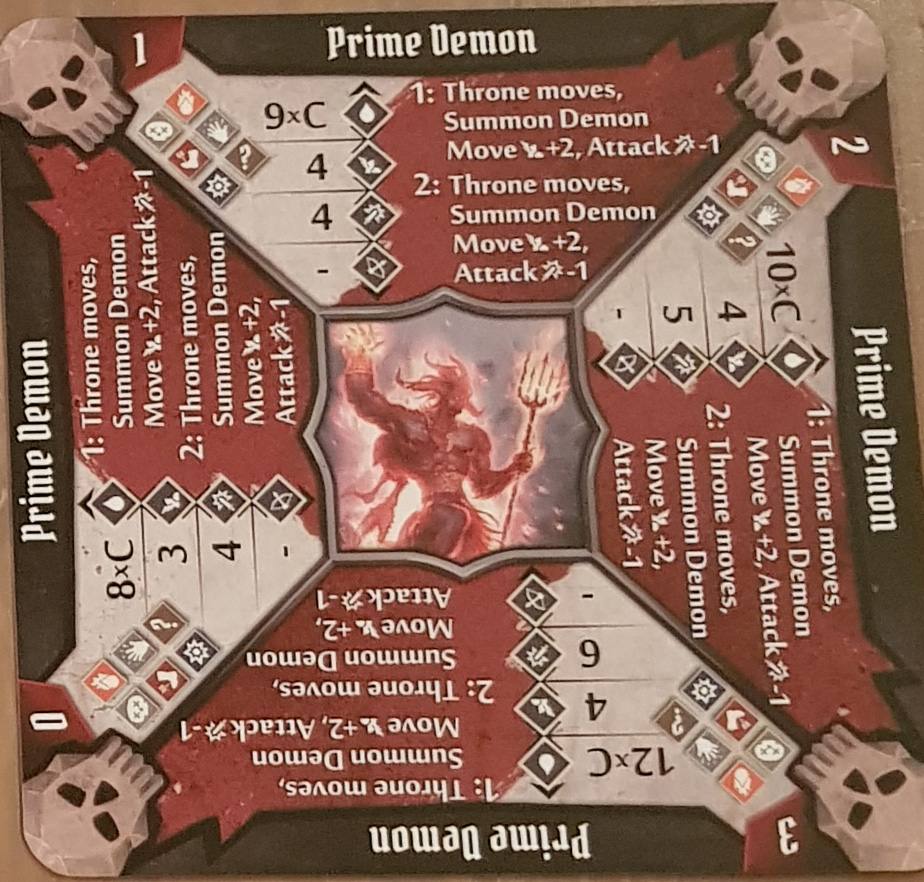 1
Prime Demon
9×C
4
4
-
1: Throne moves,
Summon Demon
Move +2, Attack -1
2: Throne moves,
Summon Demon
Move +2,
Attack -1
2
Prime Demon
10×C
4
5
-
1: Throne moves,
Summon Demon
Move +2, Attack -1
2: Throne moves,
Summon Demon
Move +2,
Attack -1
3
Prime Demon
12×C
4
6
-
1: Throne moves,
Summon Demon
Move +2, Attack -1
2: Throne moves,
Summon Demon
Move +2,
Attack -1
0
Prime Demon
8×C
3
4
-
1: Throne moves,
Summon Demon
Move +2, Attack -1
2: Throne moves,
Summon Demon
Move +2,
Attack -1